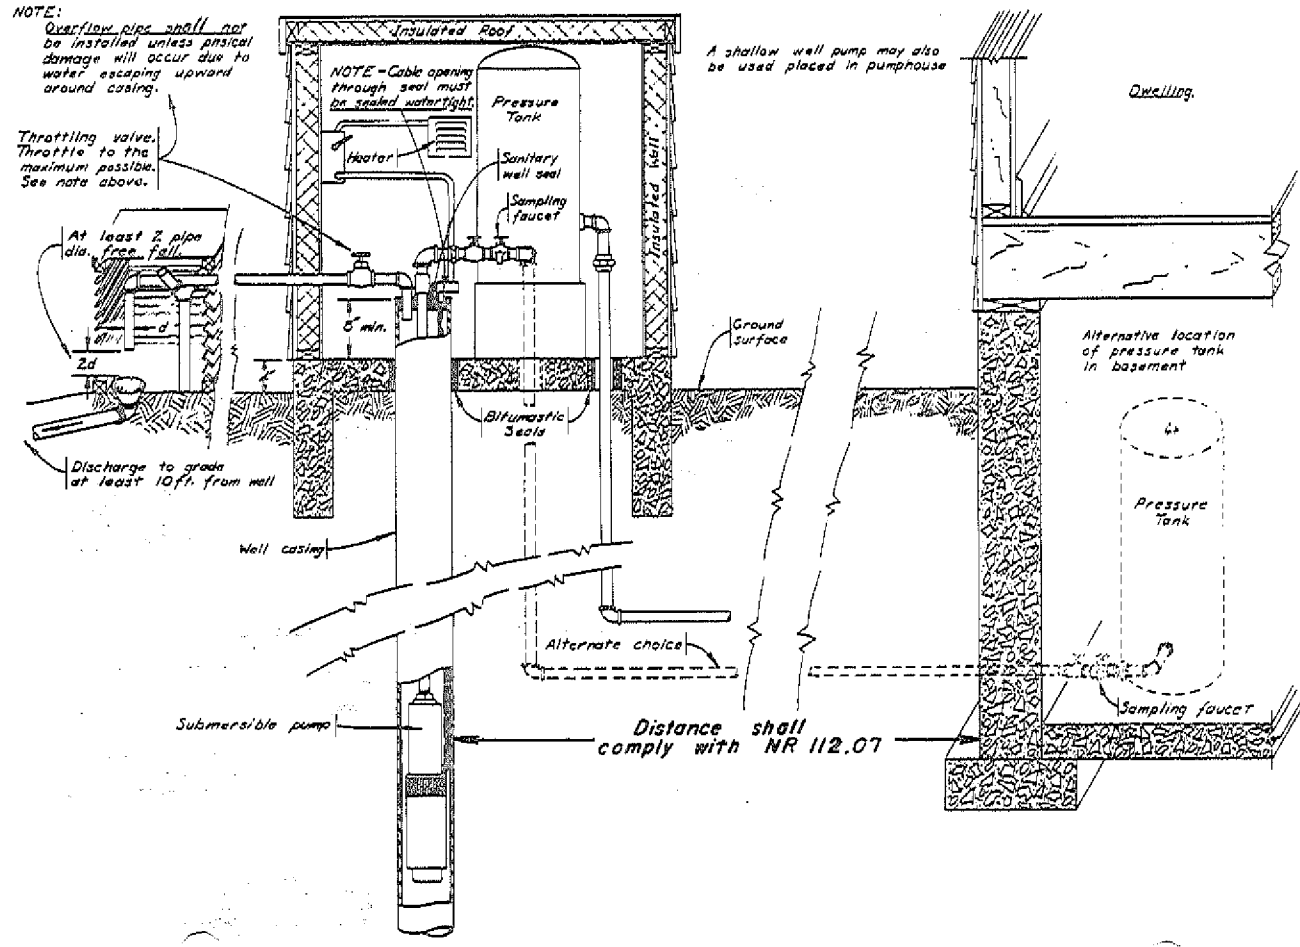 NOTE:
Overflow pipe shall not
be installed unless phsical
damage will occur due to
water escaping upward
around casing.
Throttling valve.
Throttle to the
maximum possible.
See note above.
At least 2 pipe
dia. free fall.
d
2d
Discharge to grade
at least 10 ft. from well
Insulated Roof
NOTE - Cable opening
through seal must
be sealed watertight.
Pressure
Tank
Heater
Sanitary
well seal
Sampling
faucet
Insulated Wall
8" min.
Bitumastic
Seals
Well casing
Submersible pump
Alternate choice
Distance shall
comply with NR 112.07
A shallow well pump may also
be used placed in pumphouse
Ground
surface
Dwelling.
Alternative location
of pressure tank
in basement
Pressure
Tank
Sampling faucet